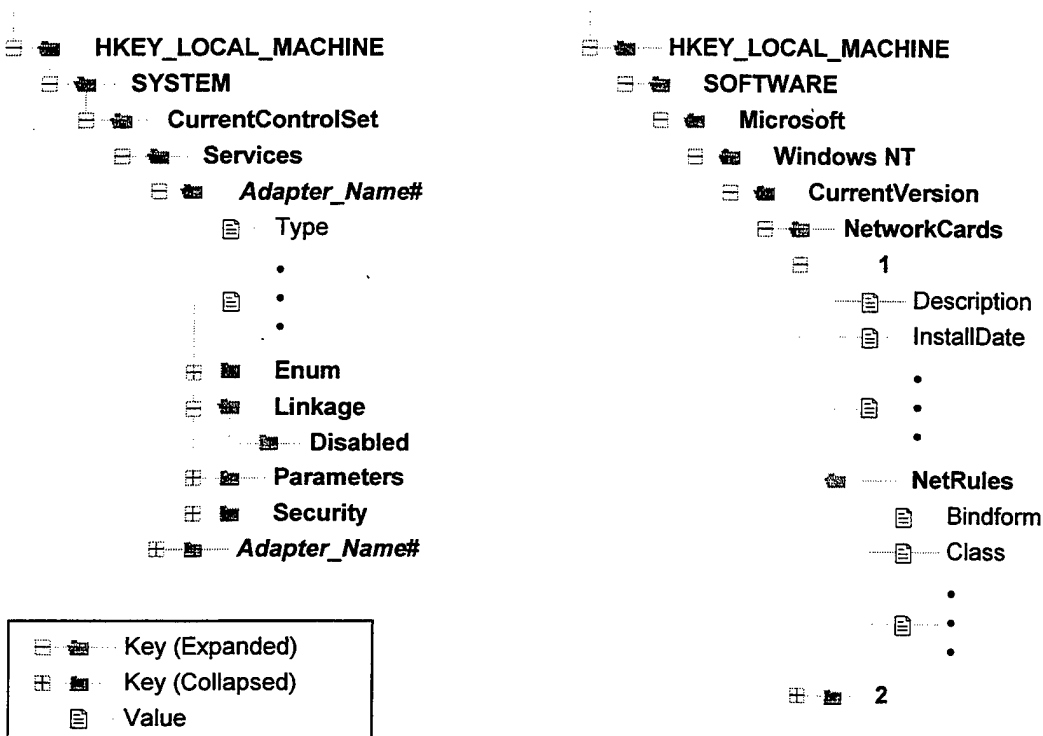 HKEY_LOCAL_MACHINE
SYSTEM
CurrentControlSet
Services
Adapter_Name#
Type
Enum
Linkage
Disabled
Parameters
Security
Adapter_Name#
Key (Expanded)
Key (Collapsed)
Value
HKEY_LOCAL_MACHINE
SOFTWARE
Microsoft
Windows NT
CurrentVersion
NetworkCards
1
Description
InstallDate
NetRules
Bindform
Class
2